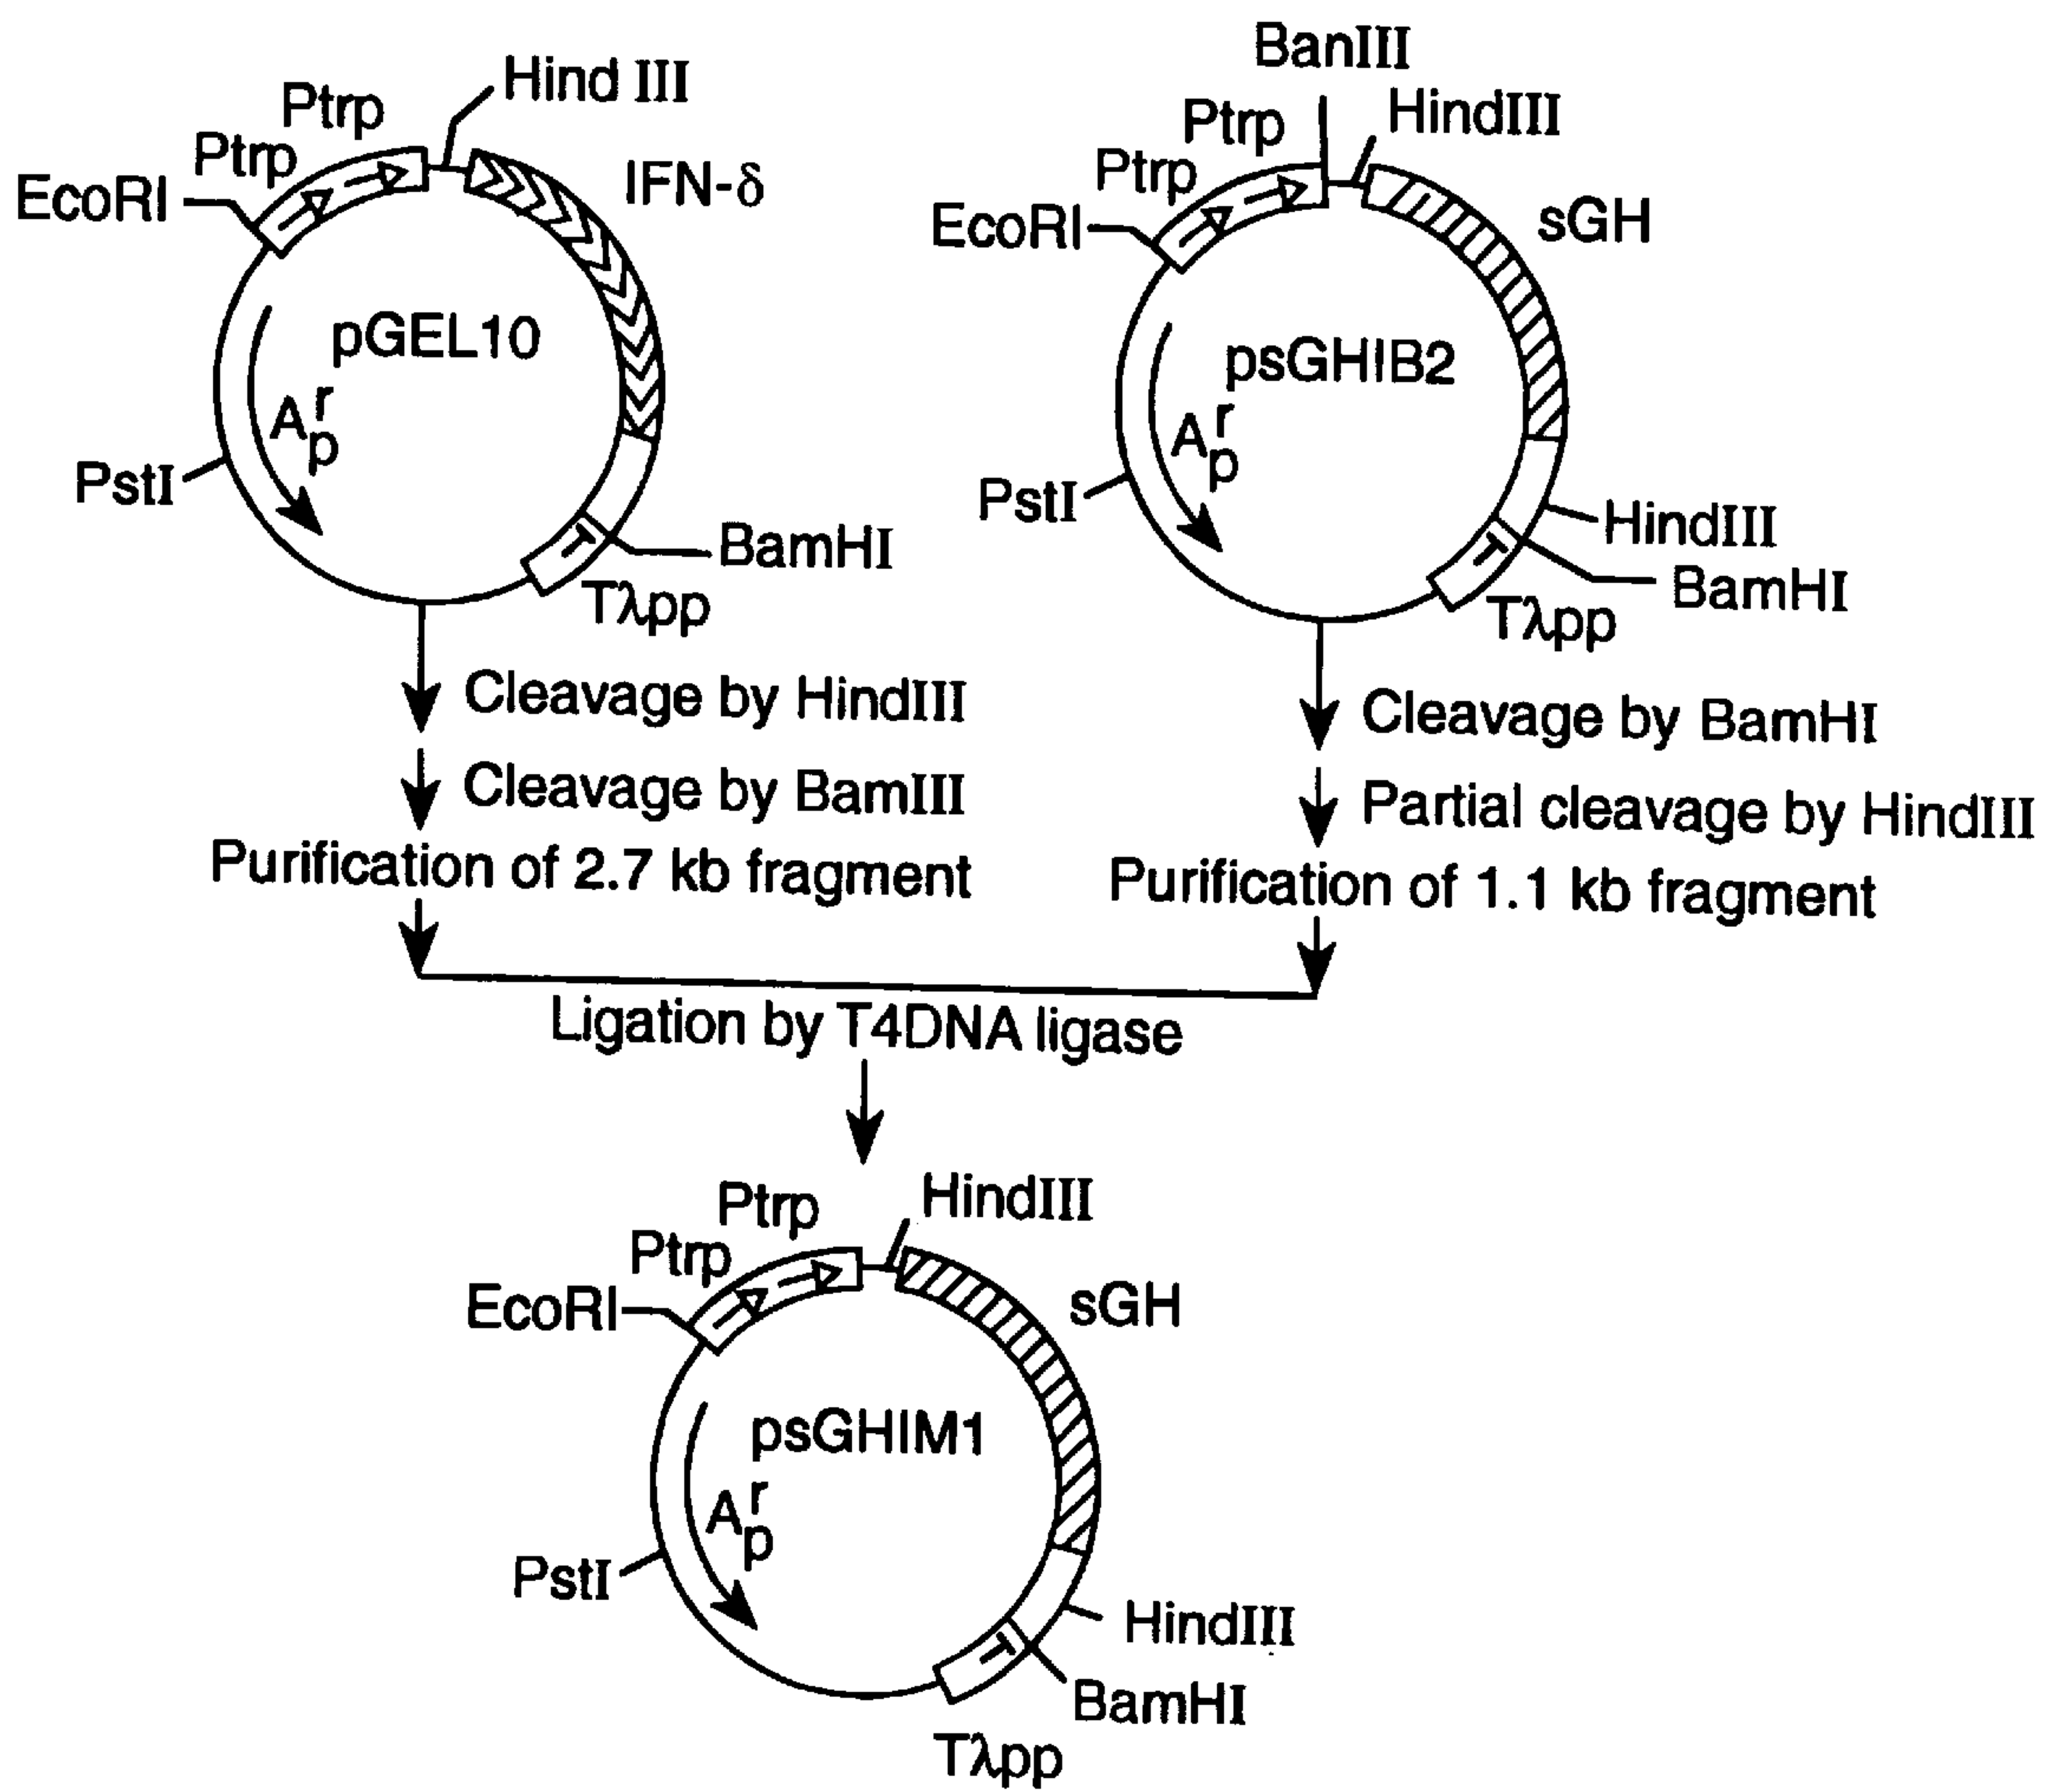 Hind III
Ptrp
Ptrp
EcoRI
IFN-δ
pGEL10
Apr
PstI
BamHI
Tλpp
Cleavage by HindIII
Cleavage by BamIII
Purification of 2.7 kb fragment
BanIII
HindIII
Ptrp
Ptrp
EcoRI
sGH
psGHIB2
Apr
PstI
HindIII
BamHI
Tλpp
Cleavage by BamHI
Partial cleavage by HindIII
Purification of 1.1 kb fragment
Ligation by T4DNA ligase
HindIII
Ptrp
Ptrp
EcoRI
sGH
psGHIM1
Apr
PstI
HindIII
BamHI
Tλpp